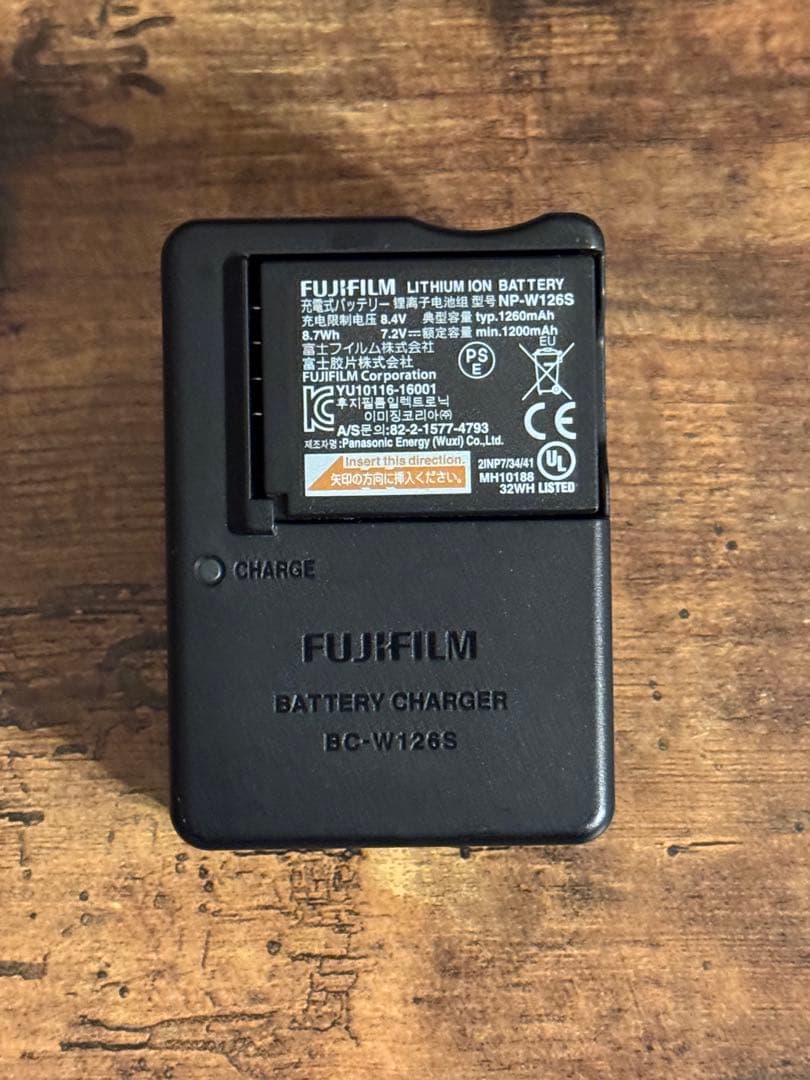 FUJIFILM LITHIUM ION BATTERY
充電式バッテリー 锂离子电池组 型号 NP-W126S
充电限制电压 8.4V 典型容量 typ.1260mAh
8.7Wh 7.2V⎓额定容量 min.1200mAh
富士フイルム株式会社
富士胶片株式会社
FUJIFILM Corporation
PS
E
EU
YU10116-16001
후지필름일렉트로닉
이미징코리아㈜
A/S문의:82-2-1577-4793
제조자명:Panasonic Energy (Wuxi) Co.,Ltd.
CE
Insert this direction.
矢印の方向に挿入ください。
2INP7/34/41
MH10188
32WH
UL
LISTED
CHARGE
FUJIFILM
BATTERY CHARGER
BC-W126S